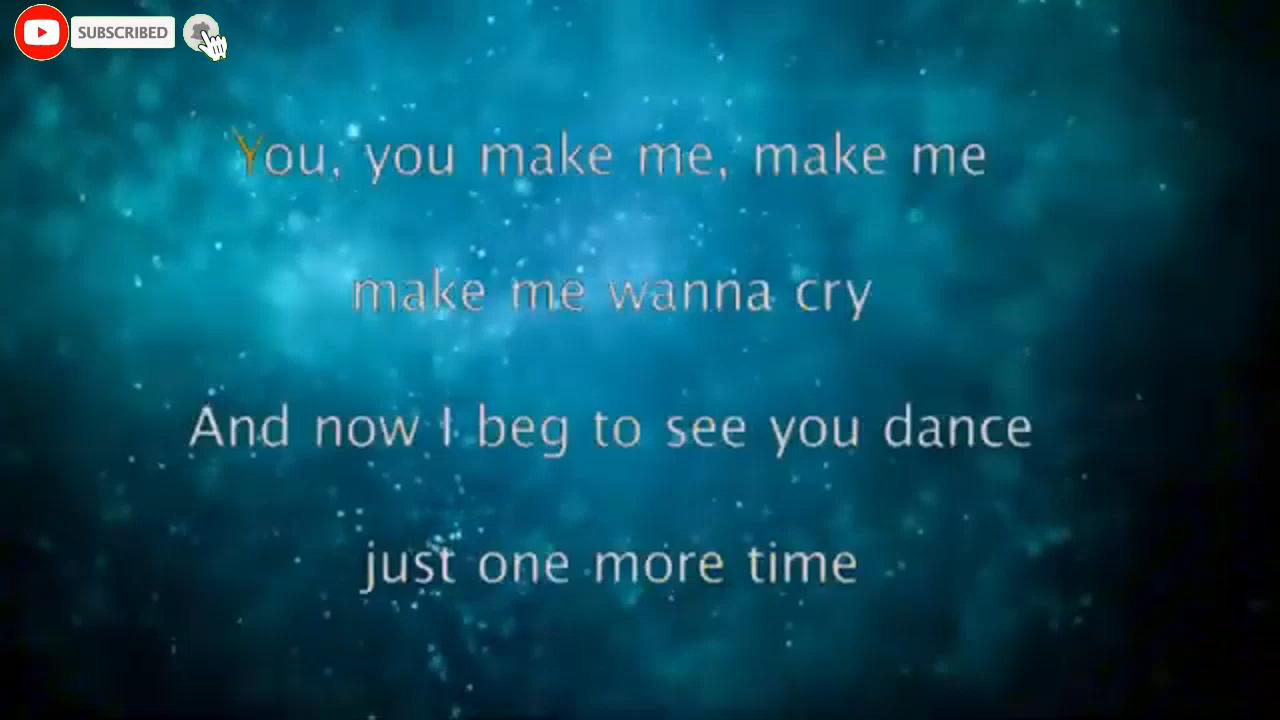 SUBSCRIBED
You, you make me, make me
make me wanna cry
And now I beg to see you dance
just one more time